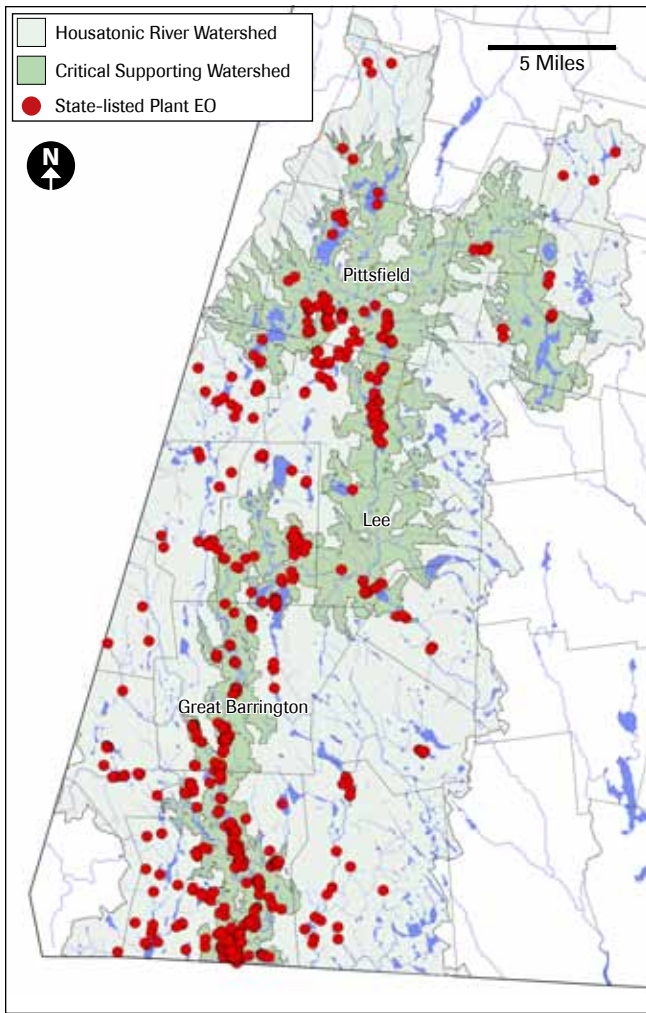 Housatonic River Watershed
Critical Supporting Watershed
State-listed Plant EO
5 Miles
N
Pittsfield
Lee
Great Barrington